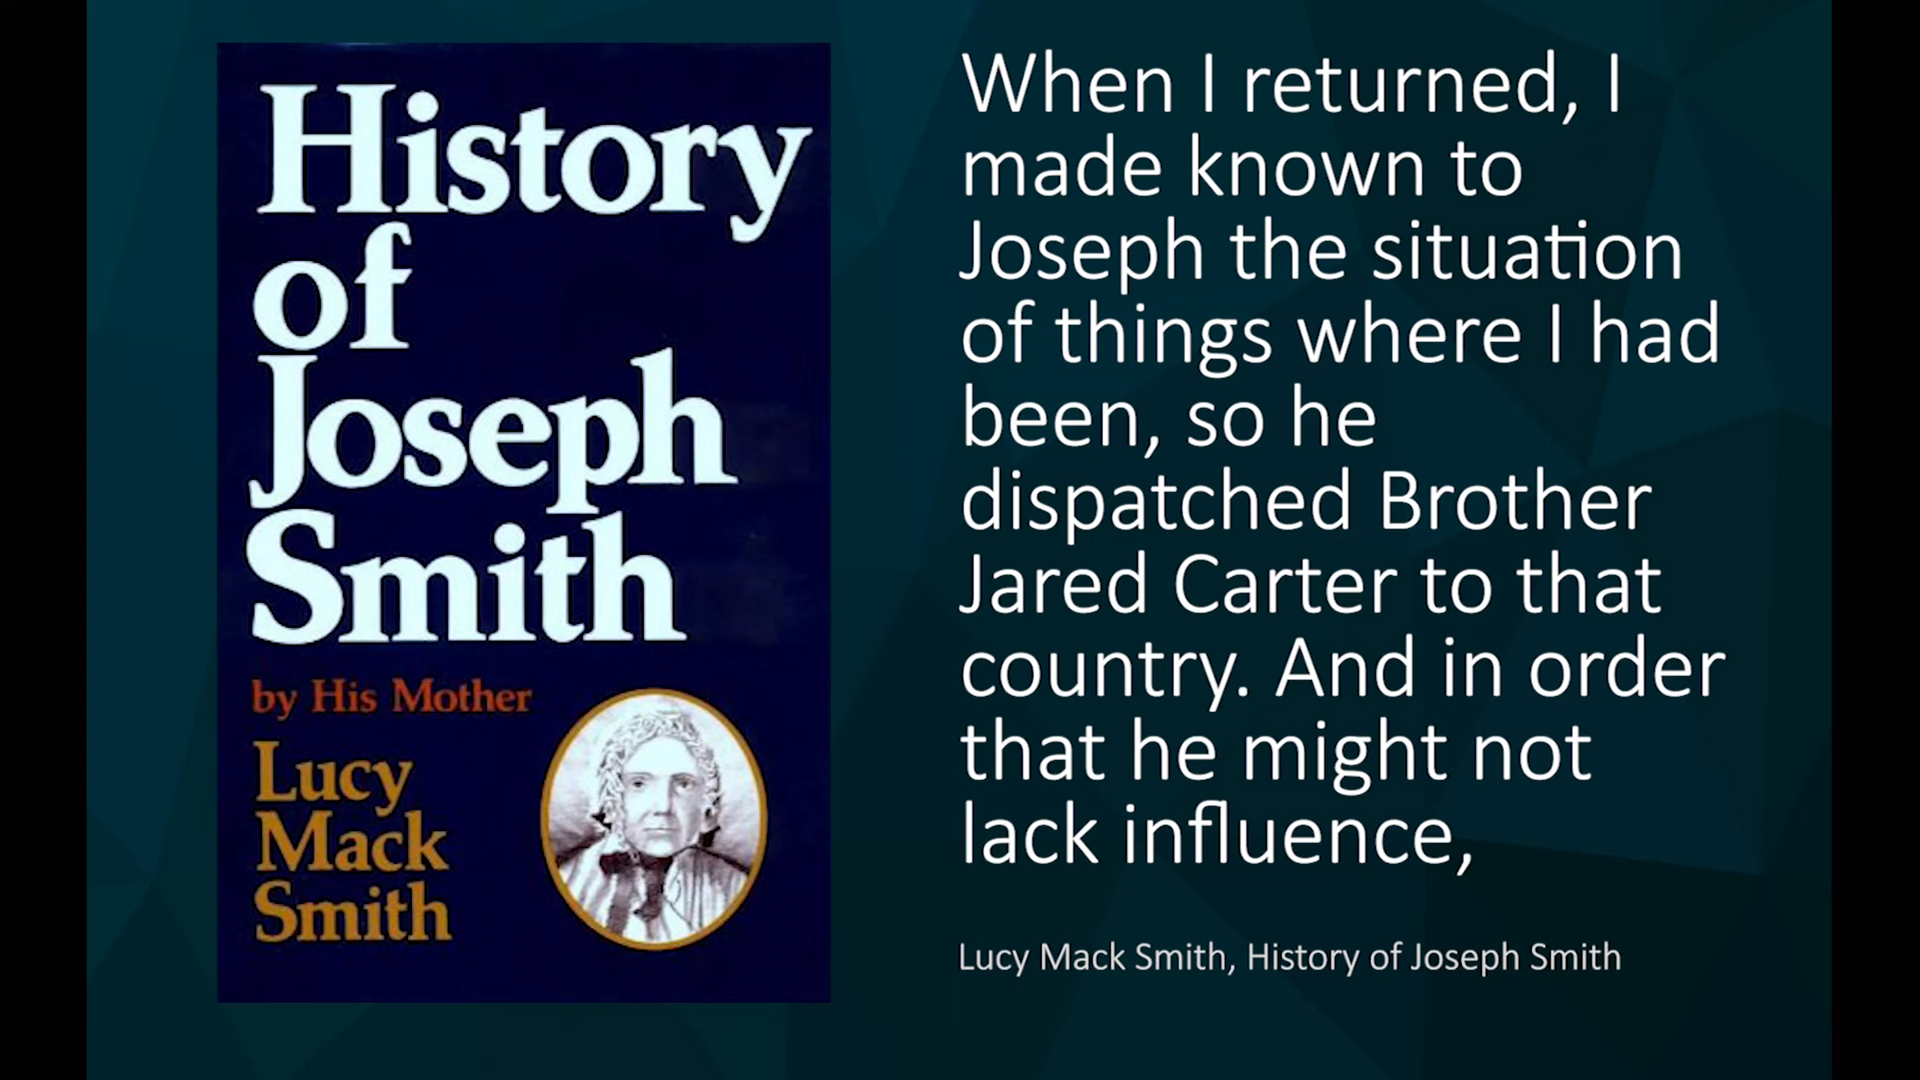 History
of
Joseph
Smith
by His Mother
Lucy
Mack
Smith
When I returned, I
made known to
Joseph the situation
of things where I had
been, so he
dispatched Brother
Jared Carter to that
country. And in order
that he might not
lack influence,
Lucy Mack Smith, History of Joseph Smith